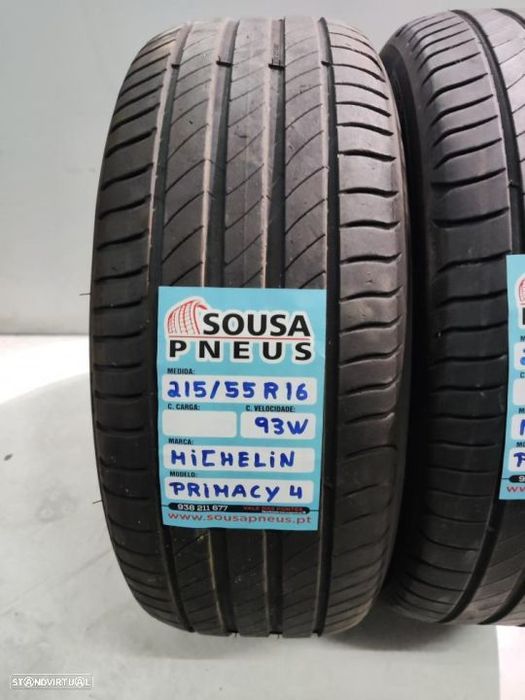 SOUSA
PNEUS
MEDIDA:
215/55 R 16
C. CARGA:
C. VELOCIDADE:
93W
MARCA:
MiCHELiN
MODELO:
PRiMACY 4
938 211 677
www.sousapneus.pt
STANDVIRTUAL